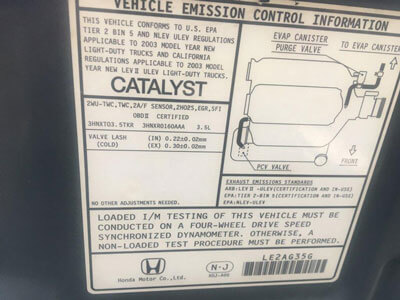 VEHICLE EMISSION CONTROL INFORMATION
THIS VEHICLE CONFORMS TO U.S. EPA
TIER 2 BIN 5 AND NLEV ULEV REGULATIONS
APPLICABLE TO 2003 MODEL YEAR NEW
LIGHT-DUTY TRUCKS AND CALIFORNIA
REGULATIONS APPLICABLE TO 2003 MODEL
YEAR NEW LEV II ULEV LIGHT-DUTY TRUCKS.
CATALYST
2WU-TWC,TWC,2A/F SENSOR,2HO2S,EGR,SFI
OBD II CERTIFIED
3HNXT03.5TKR 3HNXR0160AAA 3.5L
VALVE LASH (IN) 0.22±0.02mm
(COLD) (EX) 0.30±0.02mm
NO OTHER ADJUSTMENTS NEEDED.
EVAP CANISTER
PURGE VALVE
TO EVAP CANISTER
PCV VALVE
FRONT
EXHAUST EMISSIONS STANDARDS
ARB:LEV II -ULEV(CERTIFICATION AND IN-USE)
EPA:TIER 2-BIN 5(CERTIFICATION AND IN-USE)
EPA:NLEV-ULEV
LOADED I/M TESTING OF THIS VEHICLE MUST BE
CONDUCTED ON A FOUR-WHEEL DRIVE SPEED
SYNCHRONIZED DYNAMOMETER. OTHERWISE, A
NON-LOADED TEST PROCEDURE MUST BE PERFORMED.
Honda Motor Co.,Ltd.
N-J
RDJ-A00
LE2AG35G